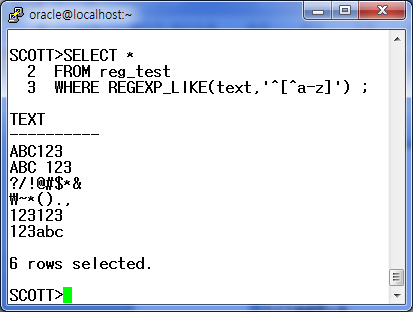 oracle@localhost:~
SCOTT>SELECT *
  2  FROM reg_test
  3  WHERE REGEXP_LIKE(text,'^[^a-z]') ;
TEXT
----------
ABC123
ABC 123
?/!@#$*&
₩~*().,
123123
123abc
6 rows selected.
SCOTT>